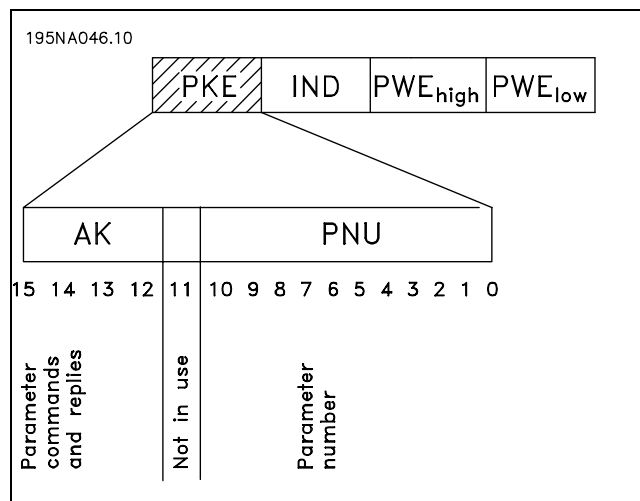 195NA046.10
PKE IND PWEhigh PWElow
AK PNU
15 14 13 12 11 10 9 8 7 6 5 4 3 2 1 0
Parameter
commands
and replies
Not in use
Parameter
number